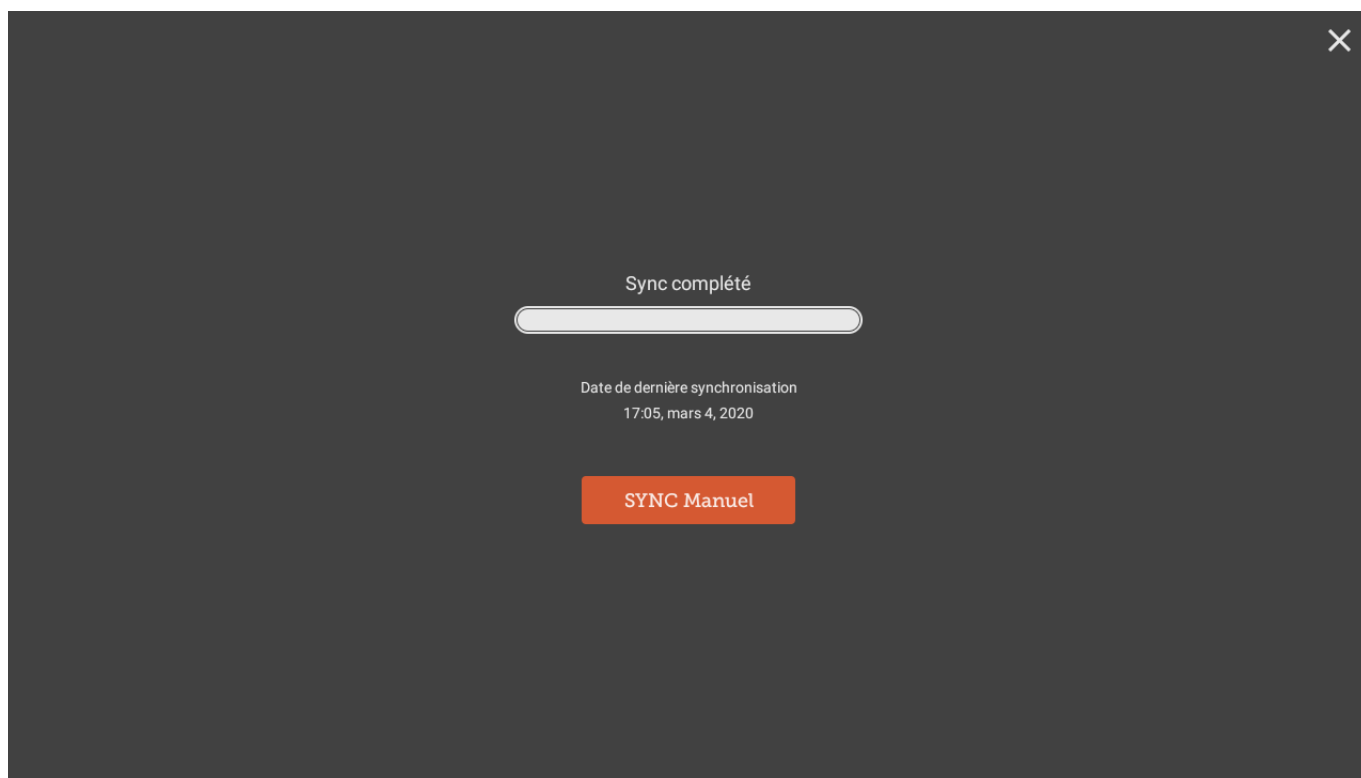 Sync complété
Date de dernière synchronisation
17:05, mars 4, 2020
SYNC Manuel